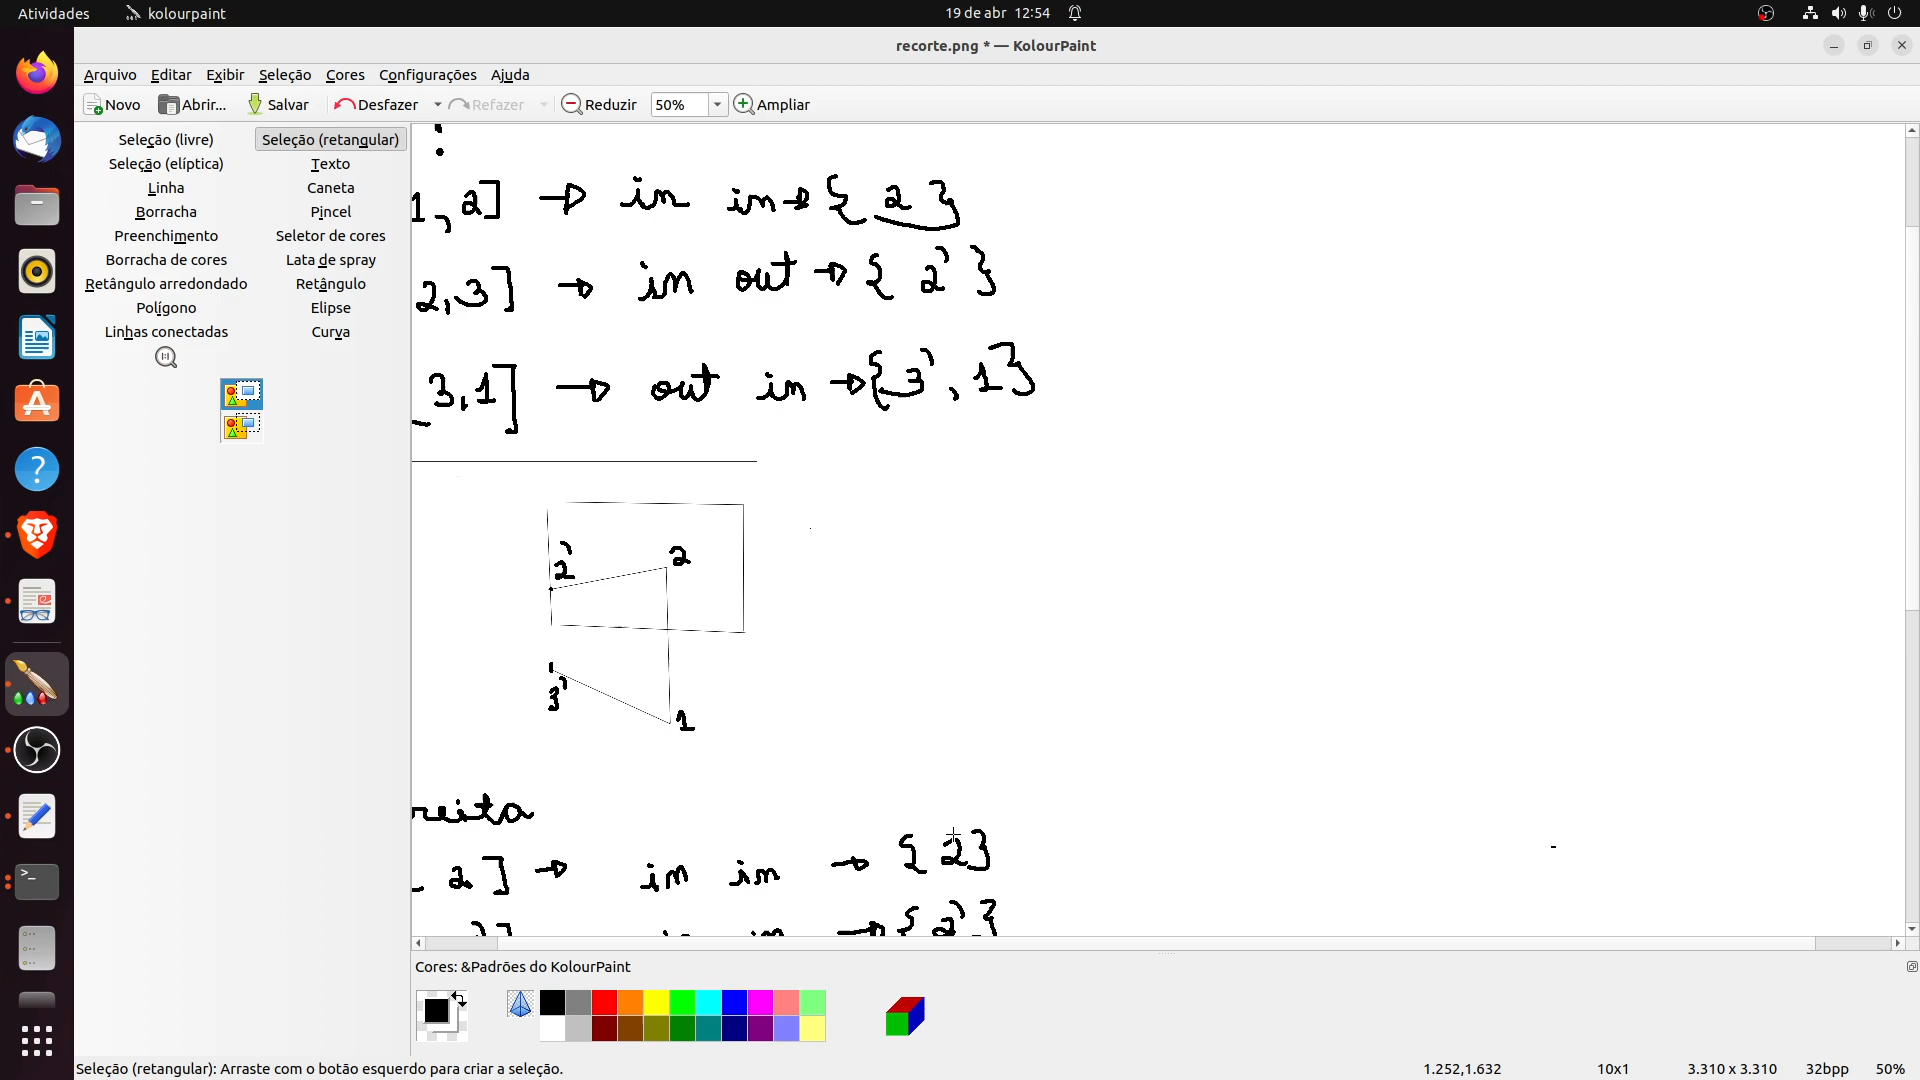 Atividades kolourpaint 19 de abr 12:54
recorte.png * — KolourPaint
Arquivo Editar Exibir Seleção Cores Configurações Ajuda
Novo Abrir... Salvar Desfazer Refazer Reduzir 50% Ampliar
Seleção (livre) Seleção (retangular)
Seleção (elíptica) Texto
Linha Caneta
Borracha Pincel
Preenchimento Seletor de cores
Borracha de cores Lata de spray
Retângulo arredondado Retângulo
Polígono Elipse
Linhas conectadas Curva
1,2] → in in → { 2 }
2,3] → in out → { 2' }
3,1] → out in → { 3', 1 }
2' 2
3' 1
reita
2] → in in → { 2 }
in in → { 2' }
Cores: &Padrões do KolourPaint
Seleção (retangular): Arraste com o botão esquerdo para criar a seleção. 1.252,1.632 10x1 3.310 x 3.310 32bpp 50%